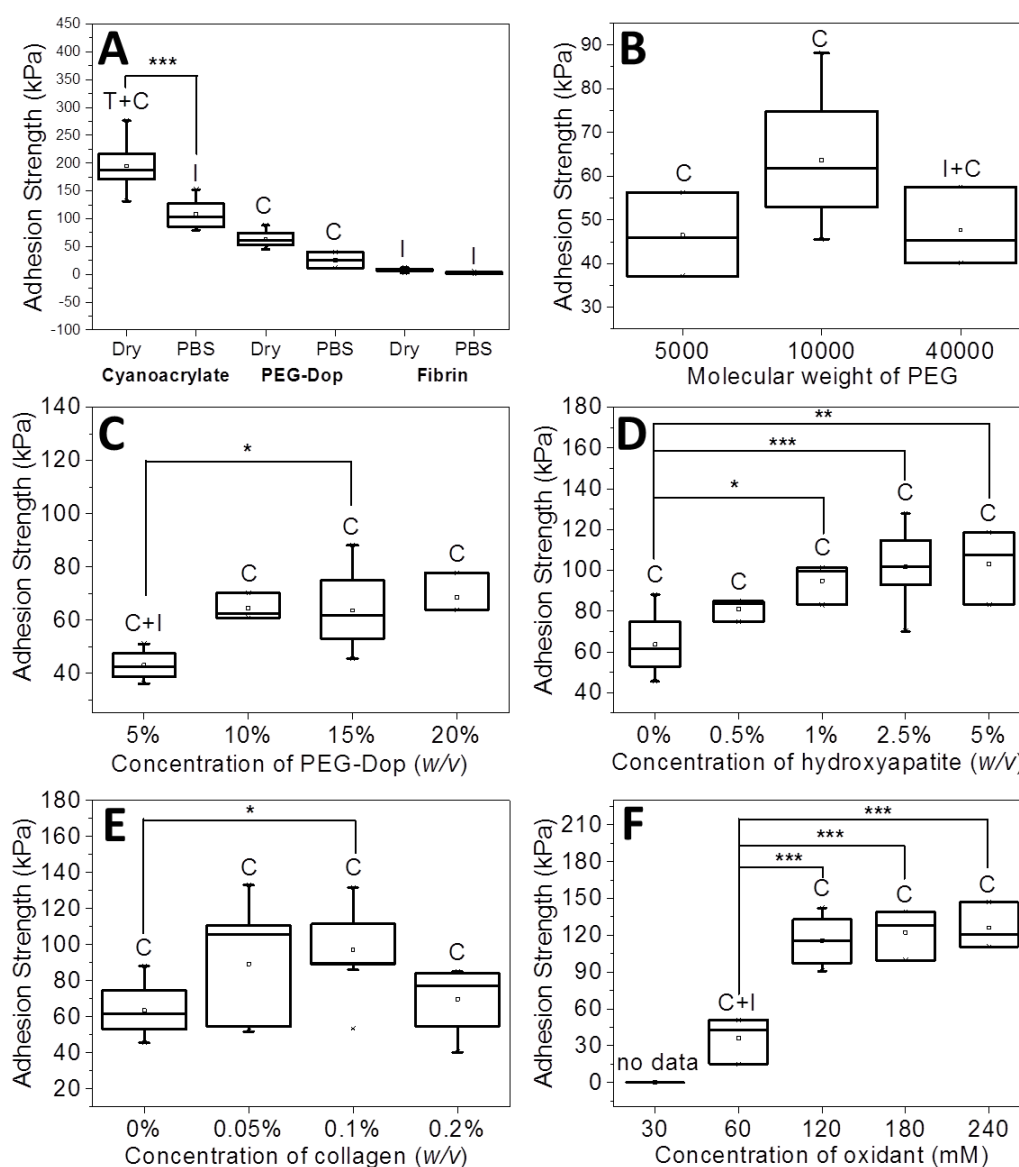 A
Adhesion Strength (kPa)
450
400
350
300
250
200
150
100
50
0
-50
-100
***
T+C
I
C
C
I
I
Dry PBS Dry PBS Dry PBS
Cyanoacrylate PEG-Dop Fibrin
B
Adhesion Strength (kPa)
90
80
70
60
50
40
30
C
C
I+C
5000 10000 40000
Molecular weight of PEG
C
Adhesion Strength (kPa)
140
120
100
80
60
40
*
C+I
C
C
C
5% 10% 15% 20%
Concentration of PEG-Dop (w/v)
D
Adhesion Strength (kPa)
180
160
140
120
100
80
60
40
**
***
*
C
C
C
C
C
0% 0.5% 1% 2.5% 5%
Concentration of hydroxyapatite (w/v)
E
Adhesion Strength (kPa)
180
160
140
120
100
80
60
40
20
*
C
C
C
C
0% 0.05% 0.1% 0.2%
Concentration of collagen (w/v)
F
Adhesion Strength (kPa)
210
180
150
120
90
60
30
0
***
***
***
no data
C+I
C
C
C
30 60 120 180 240
Concentration of oxidant (mM)